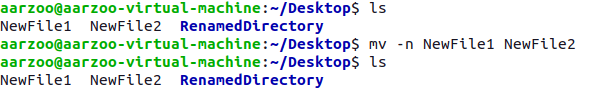 aarzoo@aarzoo-virtual-machine:~/Desktop$ ls
NewFile1  NewFile2  RenamedDirectory
aarzoo@aarzoo-virtual-machine:~/Desktop$ mv -n NewFile1 NewFile2
aarzoo@aarzoo-virtual-machine:~/Desktop$ ls
NewFile1  NewFile2  RenamedDirectory